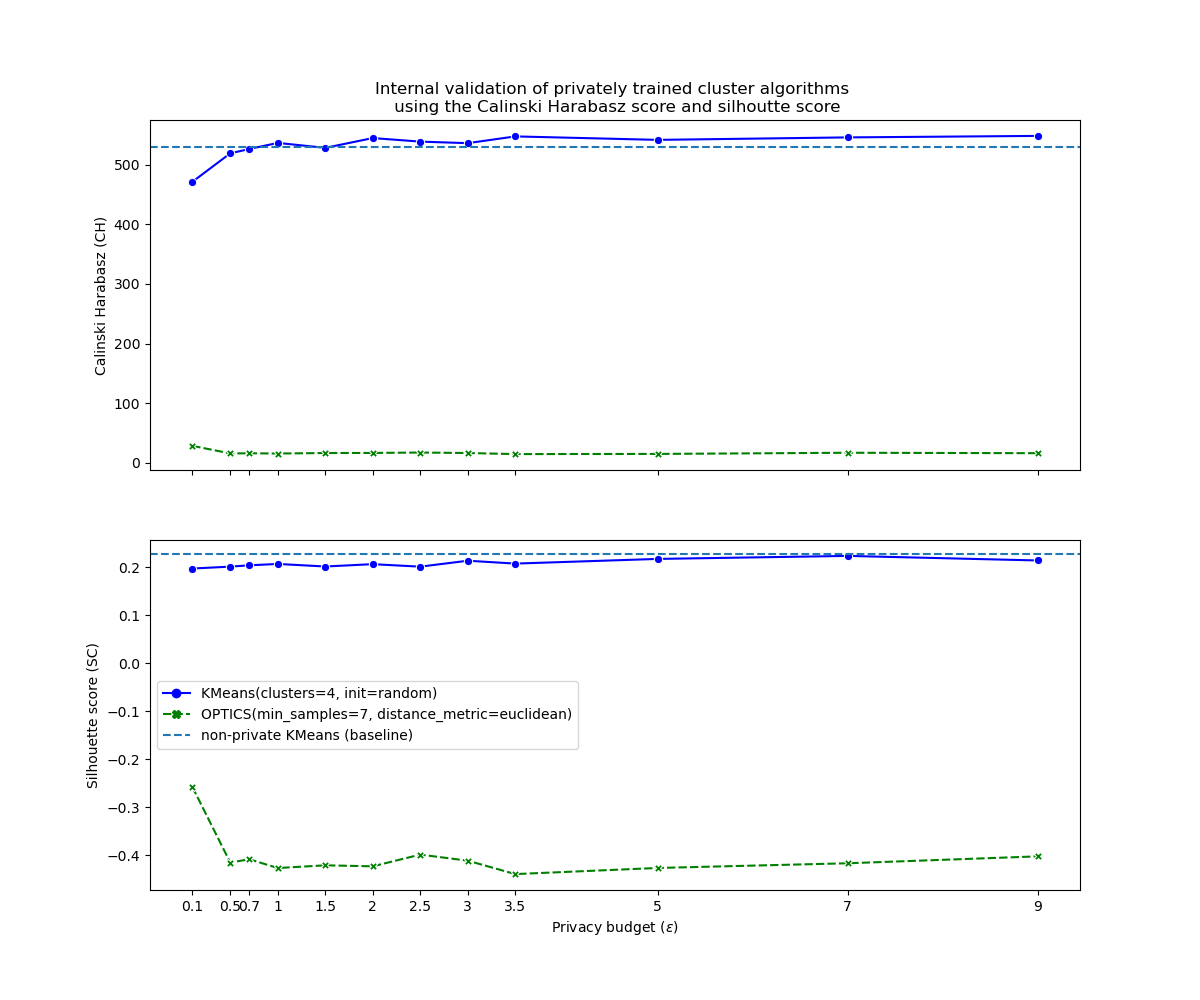 Internal validation of privately trained cluster algorithms
using the Calinski Harabasz score and silhoutte score
Calinski Harabasz (CH)
500
400
300
200
100
0
Silhouette score (SC)
0.2
0.1
0.0
−0.1
−0.2
−0.3
−0.4
KMeans(clusters=4, init=random)
OPTICS(min_samples=7, distance_metric=euclidean)
non-private KMeans (baseline)
0.1 0.5 0.7 1 1.5 2 2.5 3 3.5 5 7 9
Privacy budget (ε)